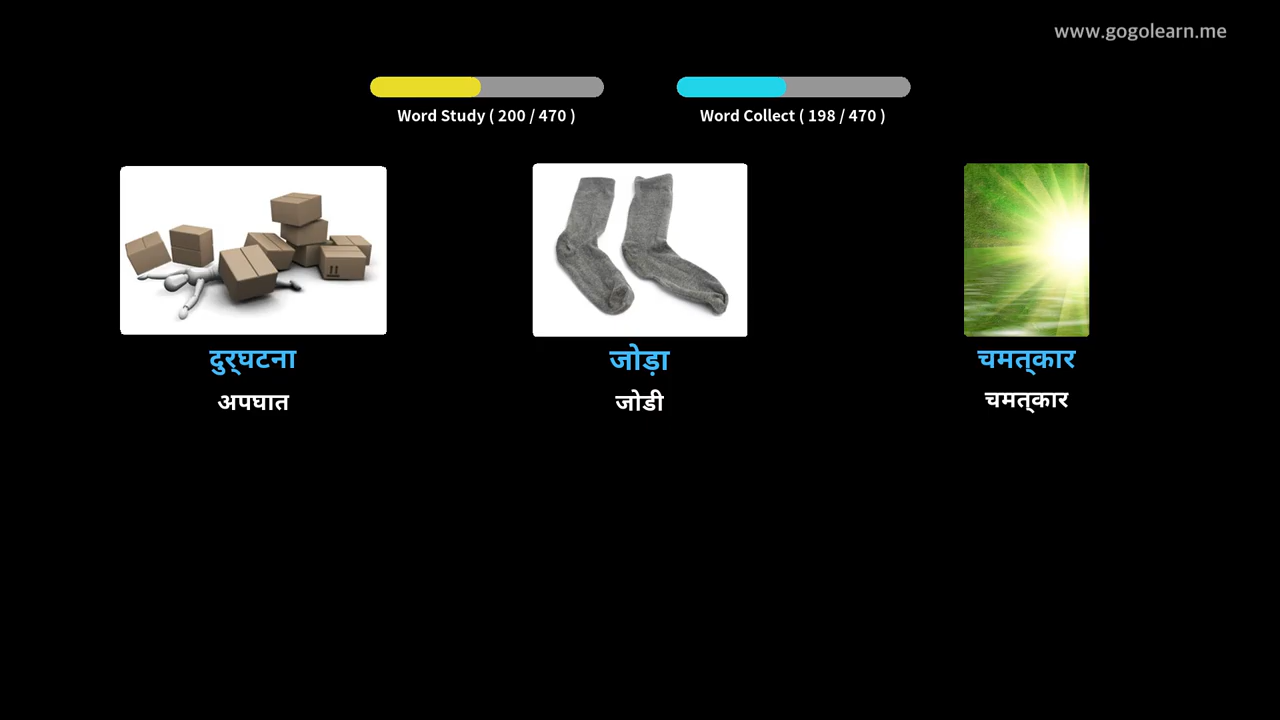 www.gogolearn.me
Word Study ( 200 / 470 )
Word Collect ( 198 / 470 )
दुर्घटना
जोड़ा
चमत्कार
अपघात
जोडी
चमत्कार